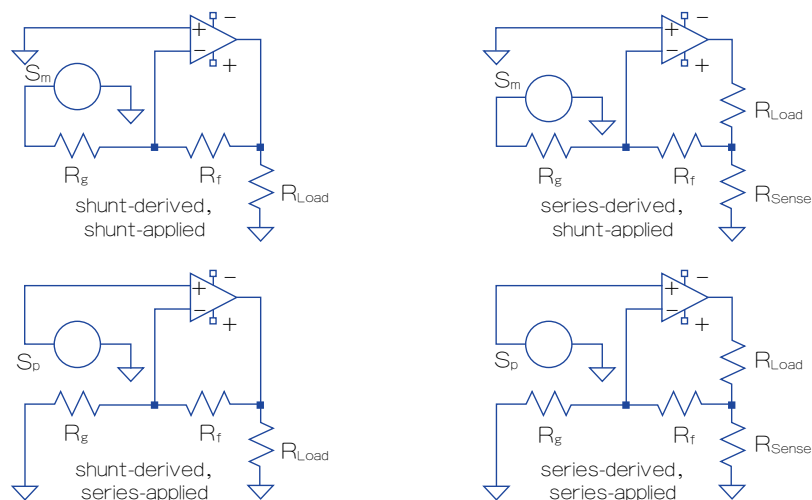 −
+
−
+
Sm
Rg
Rf
RLoad
shunt-derived,
shunt-applied
−
+
−
+
Sm
RLoad
Rg
Rf
RSense
series-derived,
shunt-applied
−
+
−
+
Sp
Rg
Rf
RLoad
shunt-derived,
series-applied
−
+
−
+
Sp
RLoad
Rg
Rf
RSense
series-derived,
series-applied